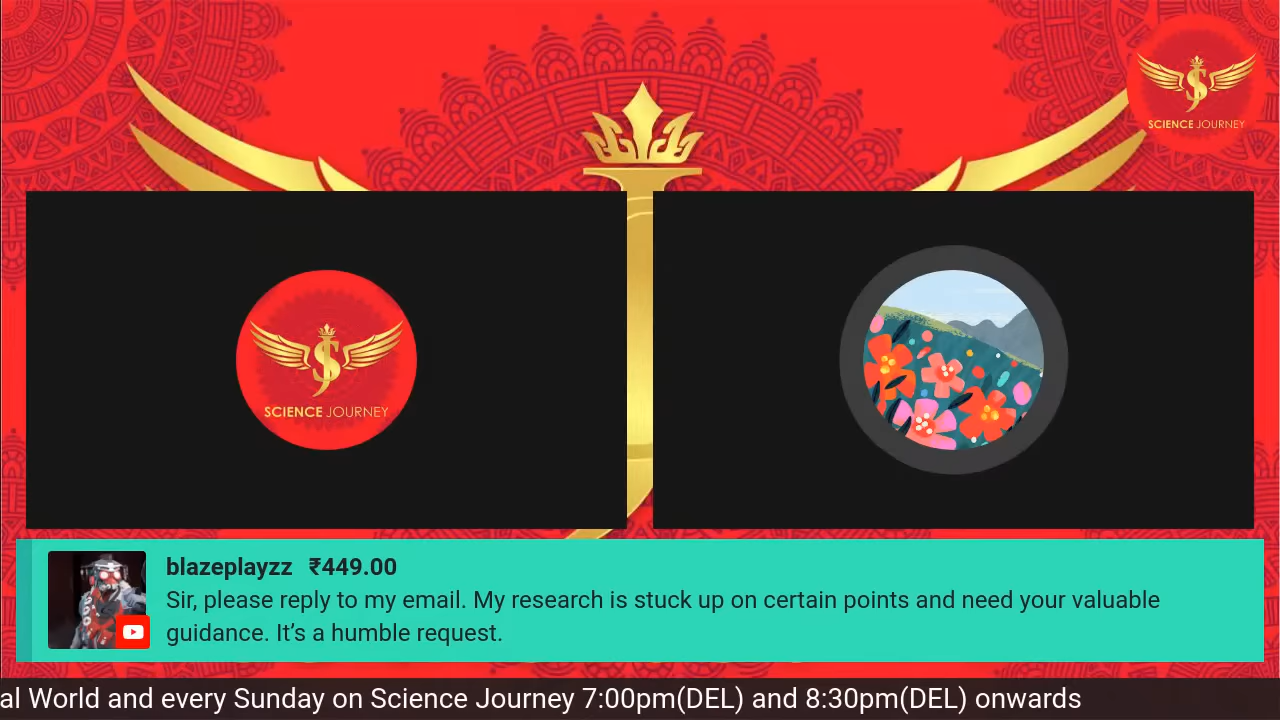 SCIENCE JOURNEY
SCIENCE JOURNEY
blazeplayzz ₹449.00
Sir, please reply to my email. My research is stuck up on certain points and need your valuable
guidance. It’s a humble request.
al World and every Sunday on Science Journey 7:00pm(DEL) and 8:30pm(DEL) onwards